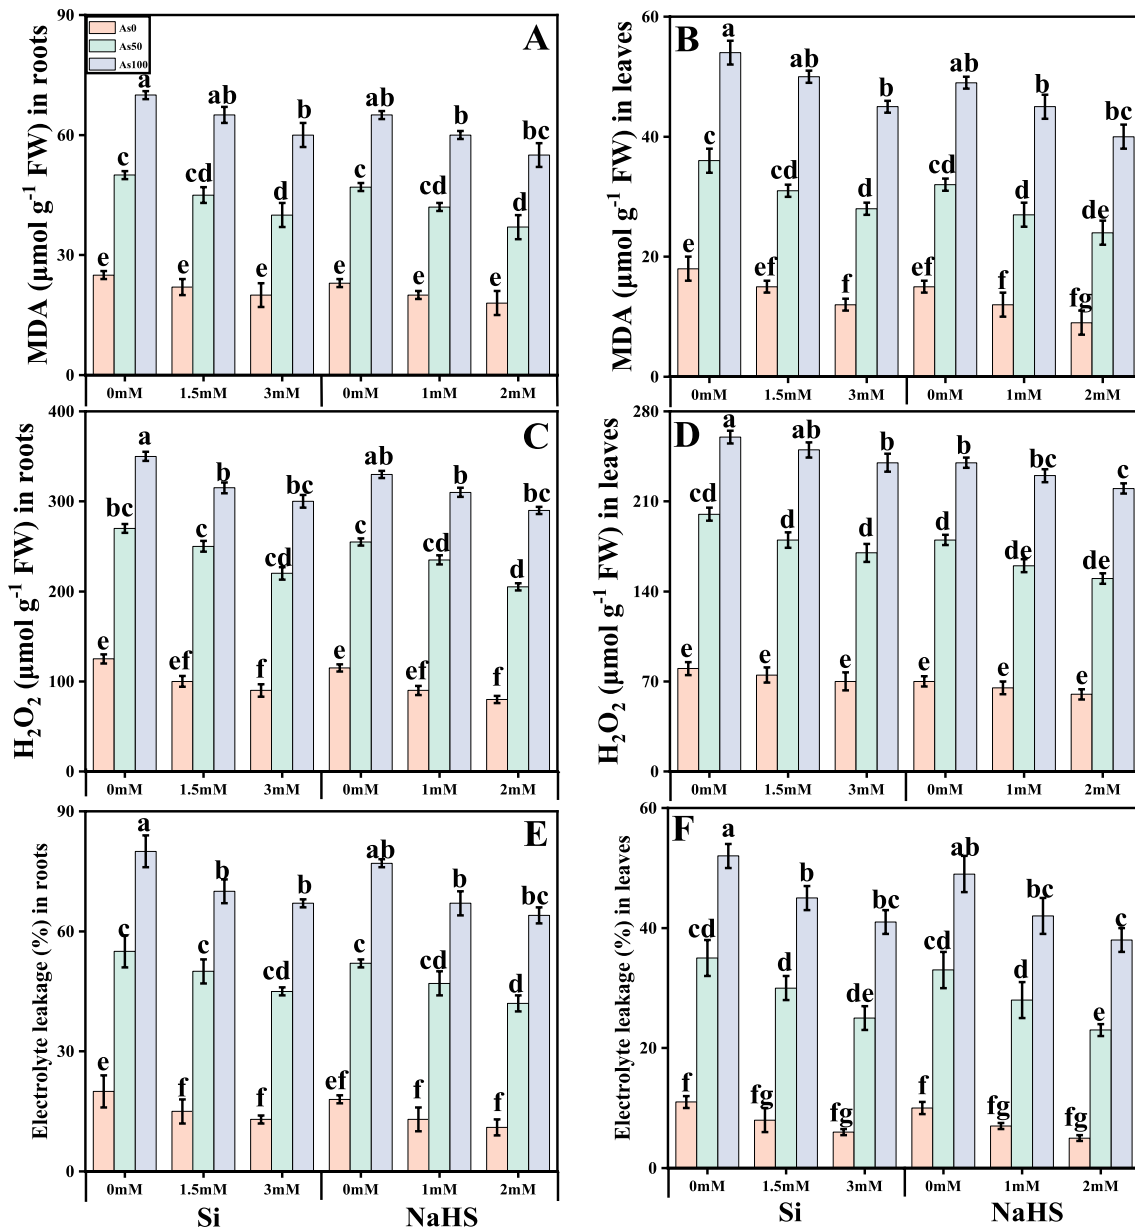 MDA (μmol g-1 FW) in roots
90
60
30
0
As0
As50
As100
A
e c a
e cd ab
e d b
e c ab
e cd b
e d bc
0mM 1.5mM 3mM 0mM 1mM 2mM
MDA (μmol g-1 FW) in leaves
60
40
20
0
B
e c a
ef cd ab
f d b
ef cd ab
f d b
fg de bc
0mM 1.5mM 3mM 0mM 1mM 2mM
H2O2 (μmol g-1 FW) in roots
400
300
200
100
0
C
e bc a
ef c b
f cd bc
e c ab
ef cd b
f d bc
0mM 1.5mM 3mM 0mM 1mM 2mM
H2O2 (μmol g-1 FW) in leaves
280
210
140
70
0
D
e cd a
e d ab
e d b
e d b
e de bc
e de c
0mM 1.5mM 3mM 0mM 1mM 2mM
Electrolyte leakage (%) in roots
90
60
30
0
E
e cd a
f c b
f cd b
ef c ab
f cd b
f d bc
0mM 1.5mM 3mM 0mM 1mM 2mM
Si NaHS
Electrolyte leakage (%) in leaves
60
40
20
0
F
f cd a
fg d b
fg de bc
f cd ab
fg d bc
fg e c
0mM 1.5mM 3mM 0mM 1mM 2mM
Si NaHS